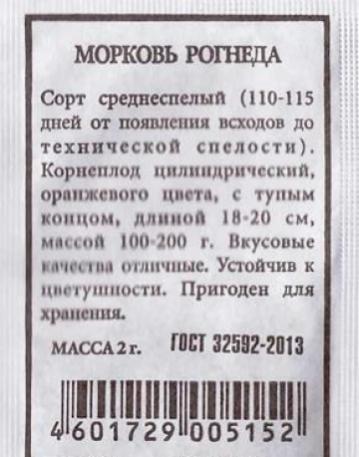 МОРКОВЬ РОГНЕДА
Сорт среднеспелый (110-115
дней от появления всходов до
технической спелости).
Корнеплод цилиндрический,
оранжевого цвета, с тупым
концом, длиной 18-20 см,
массой 100-200 г. Вкусовые
качества отличные. Устойчив к
цветушности. Пригоден для
хранения.
МАССА 2 г. ГОСТ 32592-2013
4 601729 005152